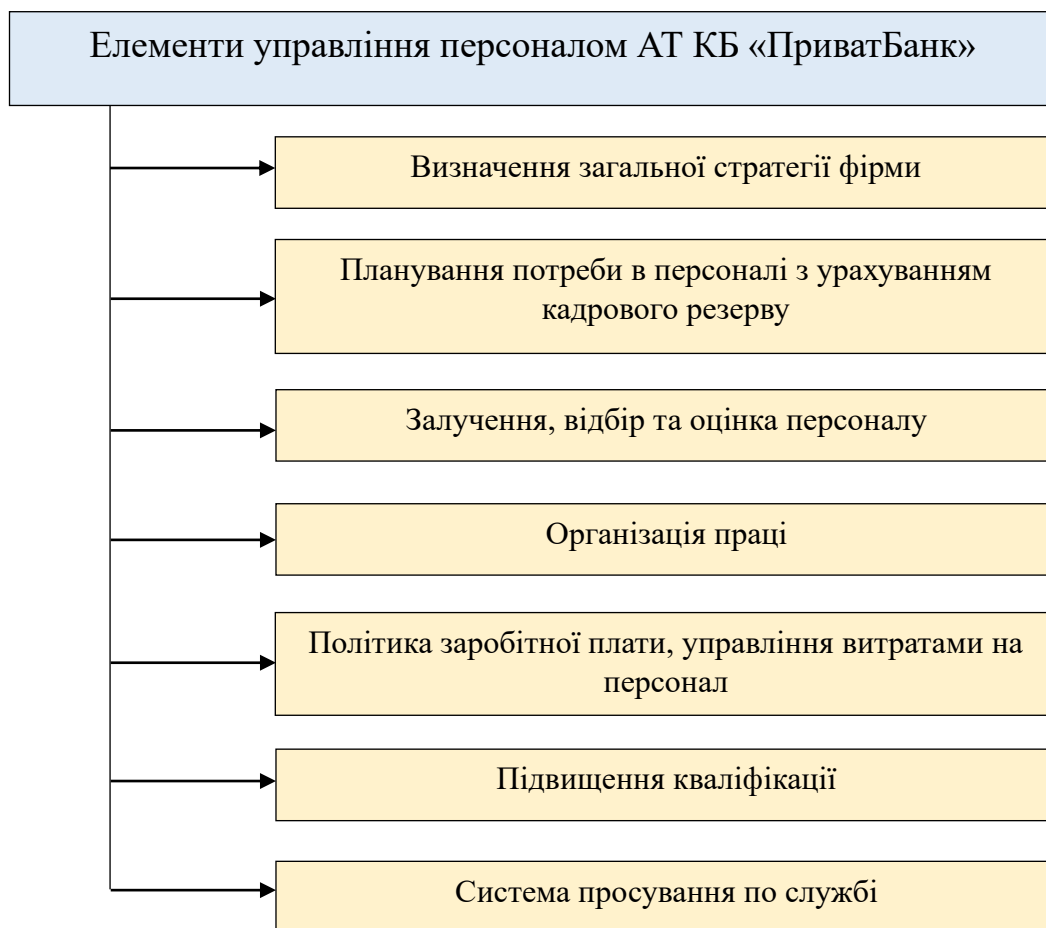 Елементи управління персоналом АТ КБ «ПриватБанк»
Визначення загальної стратегії фірми
Планування потреби в персоналі з урахуванням
кадрового резерву
Залучення, відбір та оцінка персоналу
Організація праці
Політика заробітної плати, управління витратами на
персонал
Підвищення кваліфікації
Система просування по службі